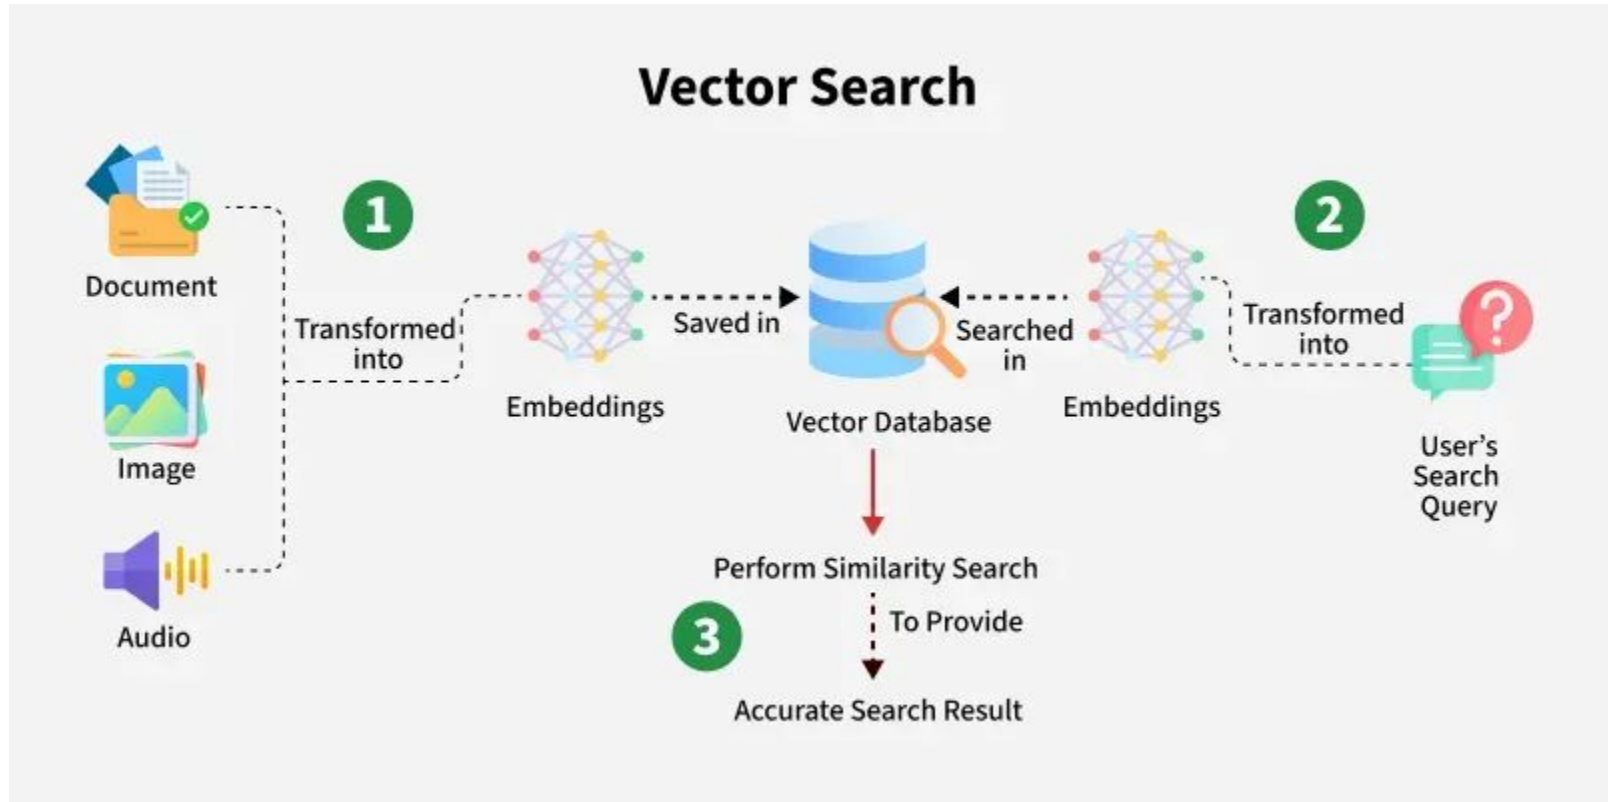 Vector Search
1
2
Document
Transformed
into
Image
Audio
Embeddings
Saved in
Vector Database
Searched
in
Embeddings
Transformed
into
?
User’s
Search
Query
Perform Similarity Search
3
To Provide
Accurate Search Result